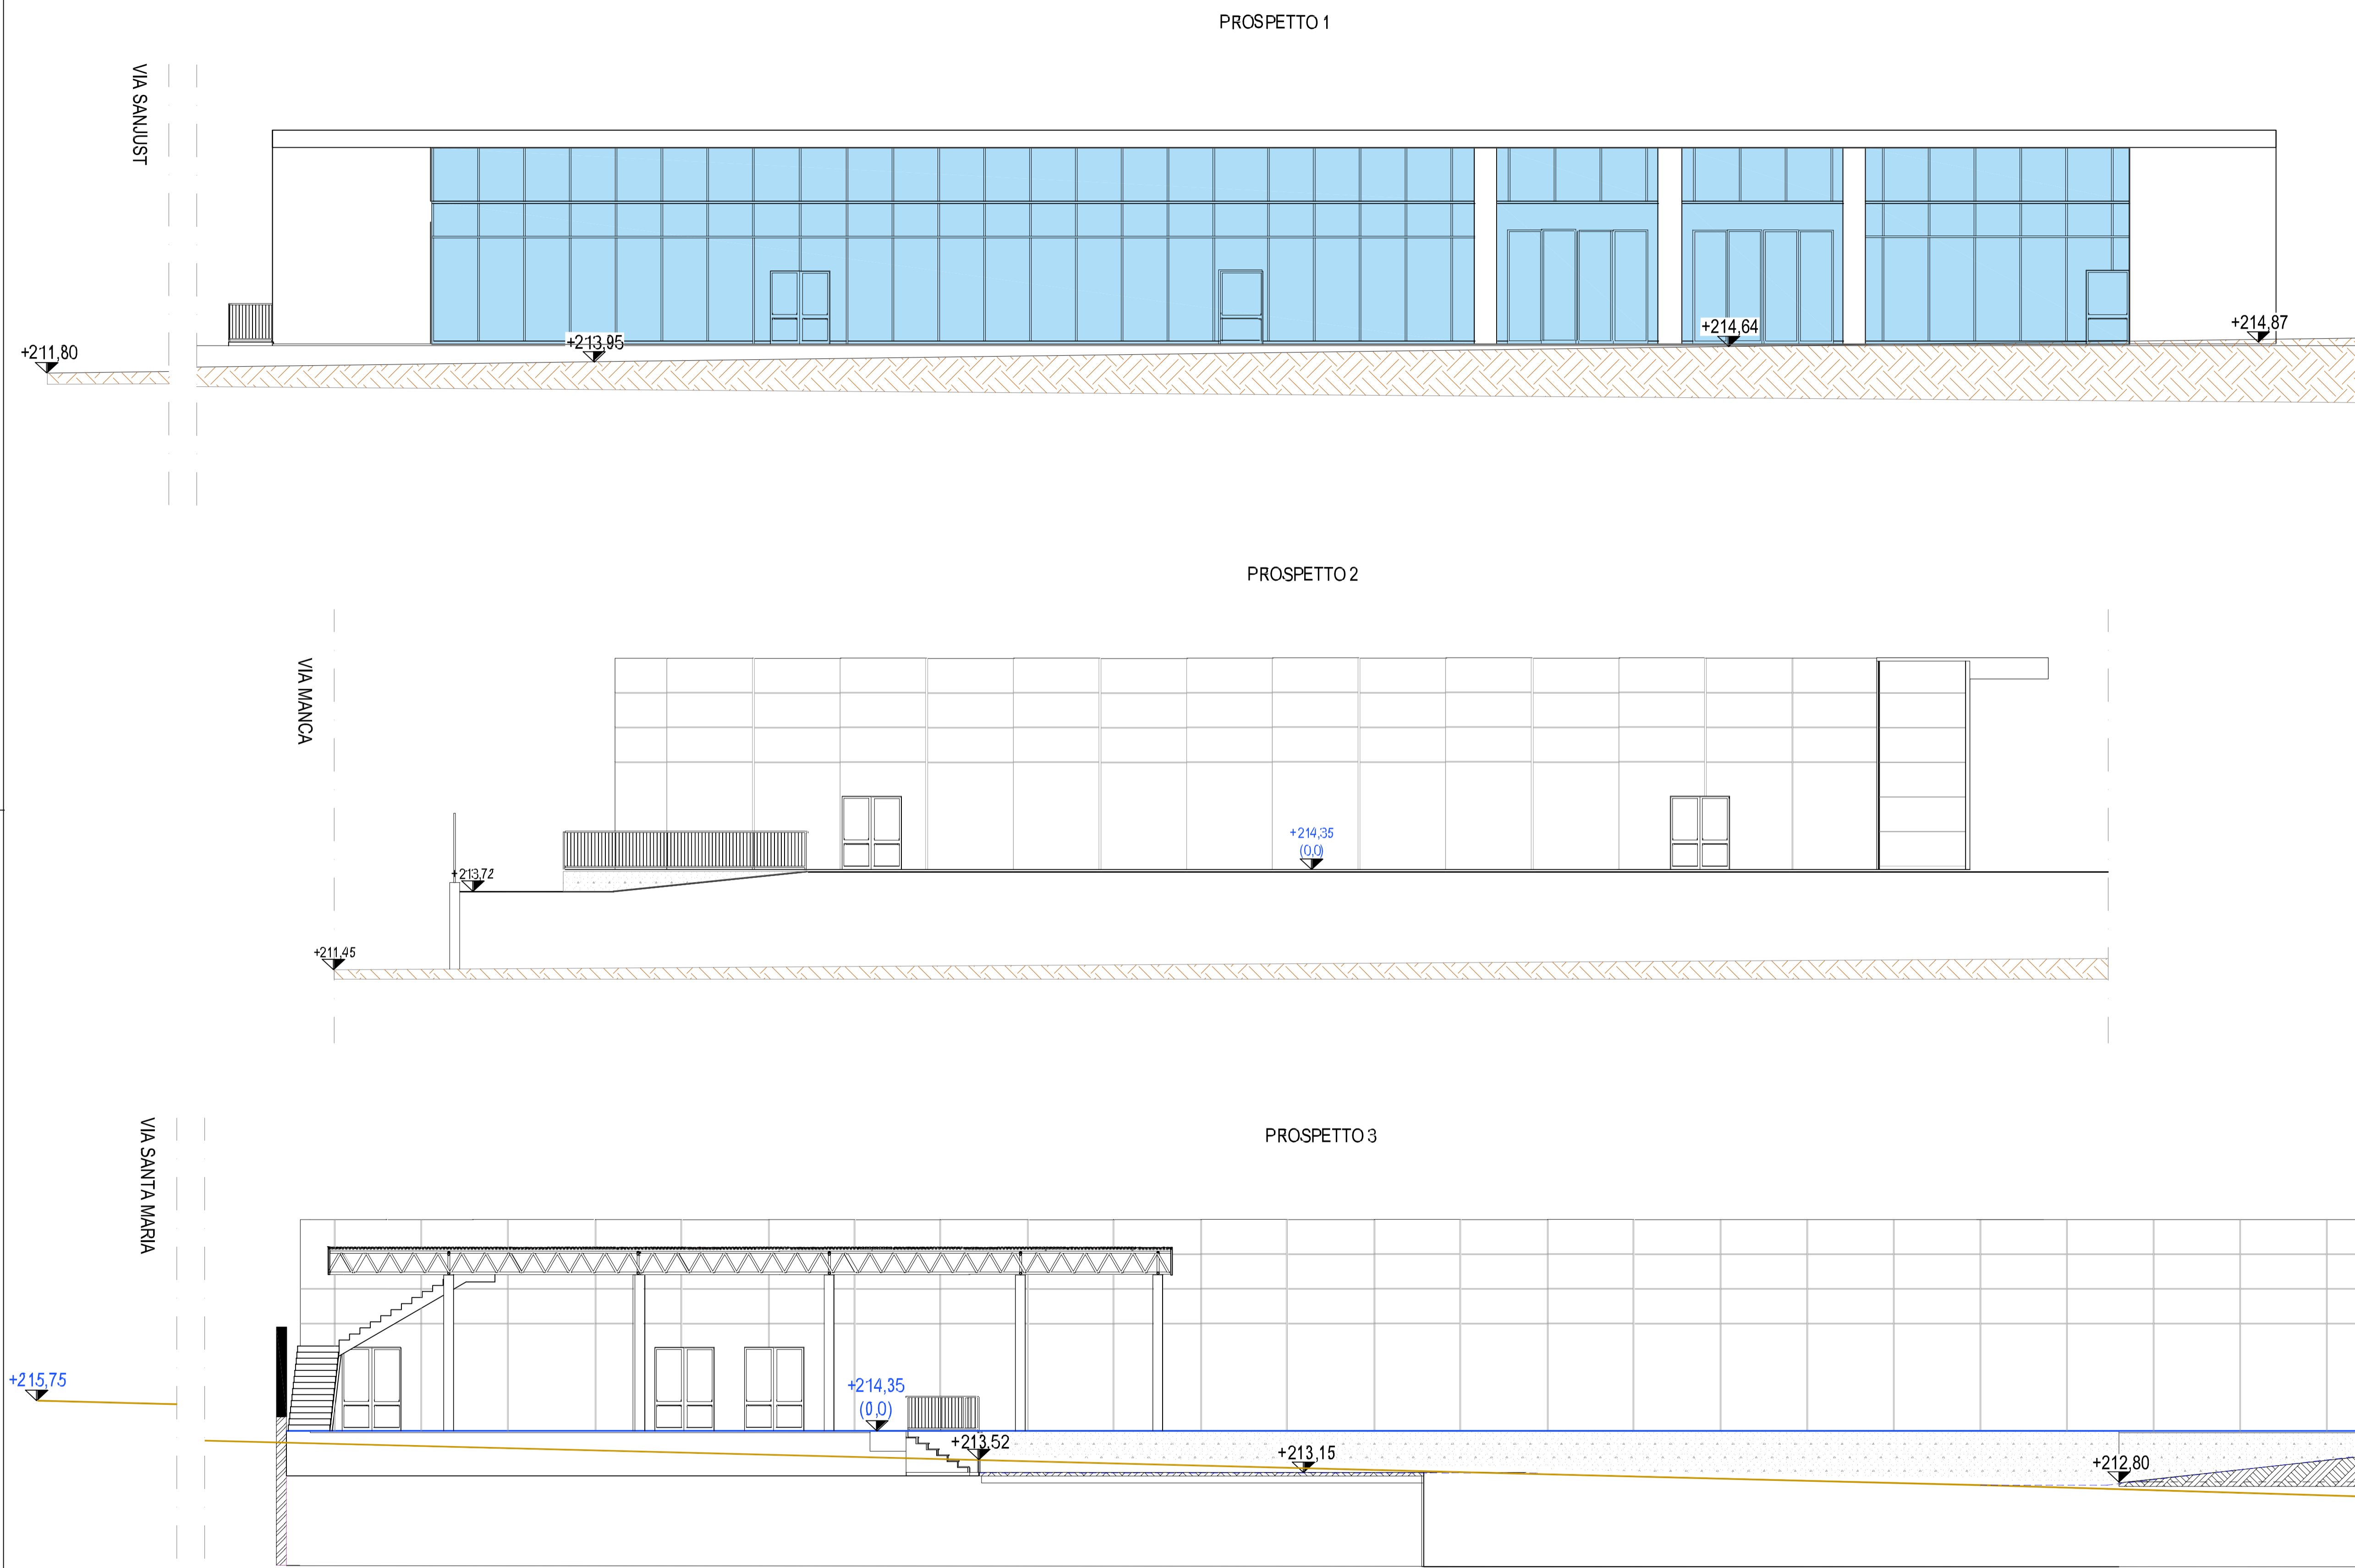 PROSPETTO 1
VIA SANJUST
+211,80
+213,95
+214,64
+214,87
PROSPETTO 2
VIA MANCA
+214,35
(0,0)
+213,72
+211,45
PROSPETTO 3
VIA SANTA MARIA
+215,75
+214,35
(0,0)
+213,52
+213,15
+212,80